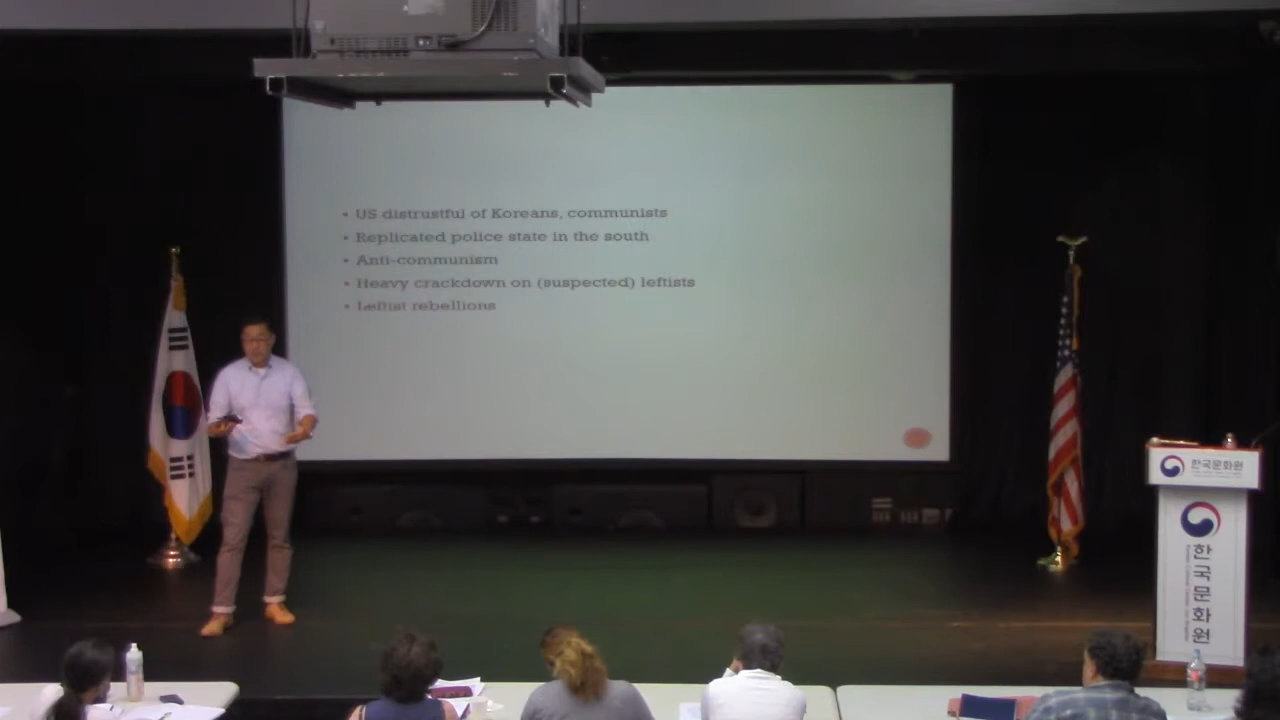 • US distrustful of Koreans, communists
• Replicated police state in the south
• Anti-communism
• Heavy crackdown on (suspected) leftists
• Leftist rebellions
한국문화원
한국문화원